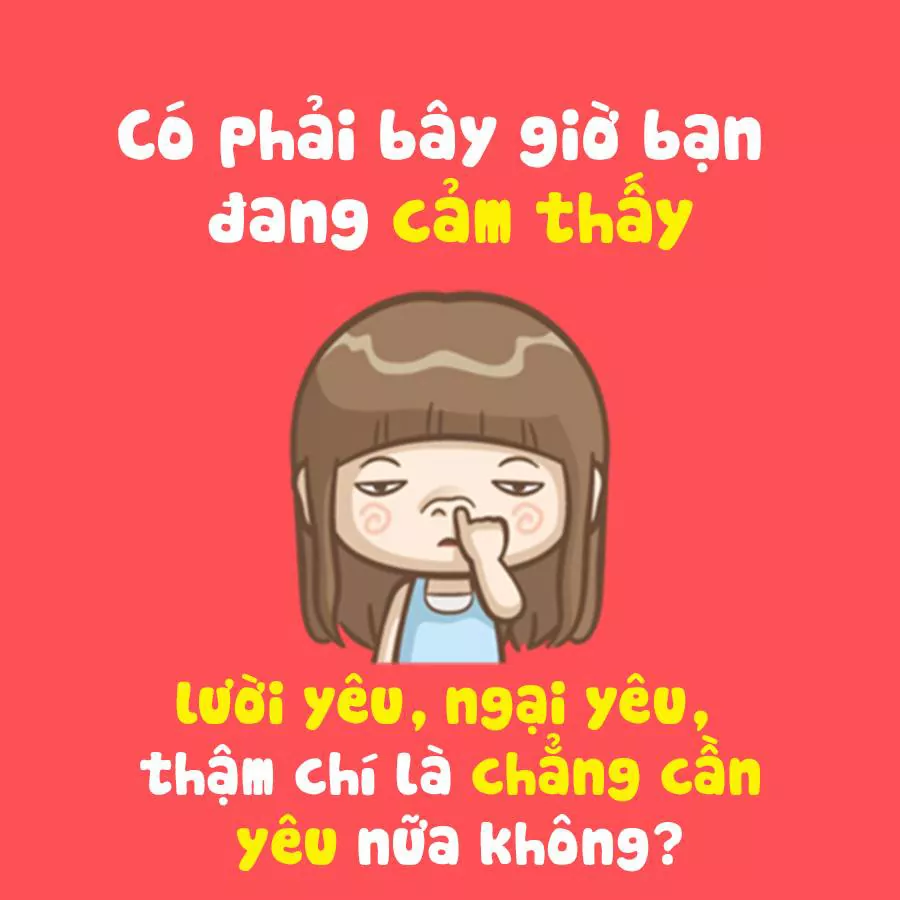 Có phải bây giờ bạn
đang cảm thấy
lười yêu, ngại yêu,
thậm chí là chẳng cần
yêu nữa không?